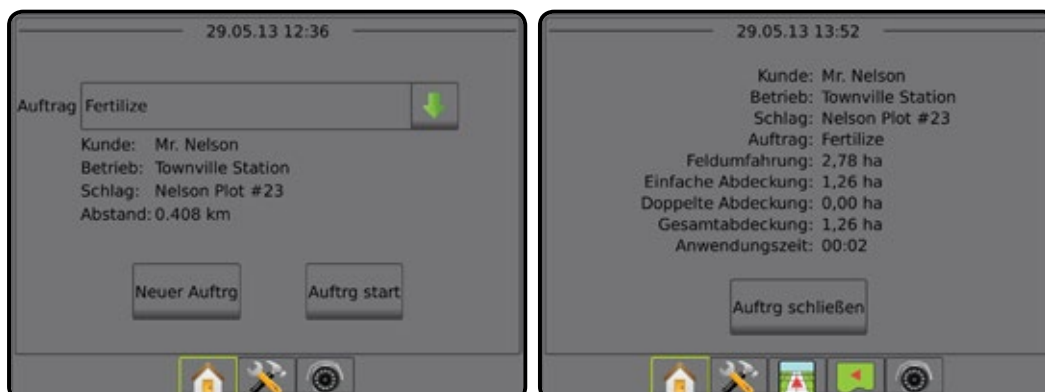 29.05.13 12:36
Auftrag Fertilize
Kunde: Mr. Nelson
Betrieb: Townville Station
Schlag: Nelson Plot #23
Abstand: 0.408 km
Neuer Auftrg
Auftrg start
29.05.13 13:52
Kunde: Mr. Nelson
Betrieb: Townville Station
Schlag: Nelson Plot #23
Auftrag: Fertilize
Feldumfahrung: 2,78 ha
Einfache Abdeckung: 1,26 ha
Doppelte Abdeckung: 0,00 ha
Gesamtabdeckung: 1,26 ha
Anwendungszeit: 00:02
Auftrg schließen